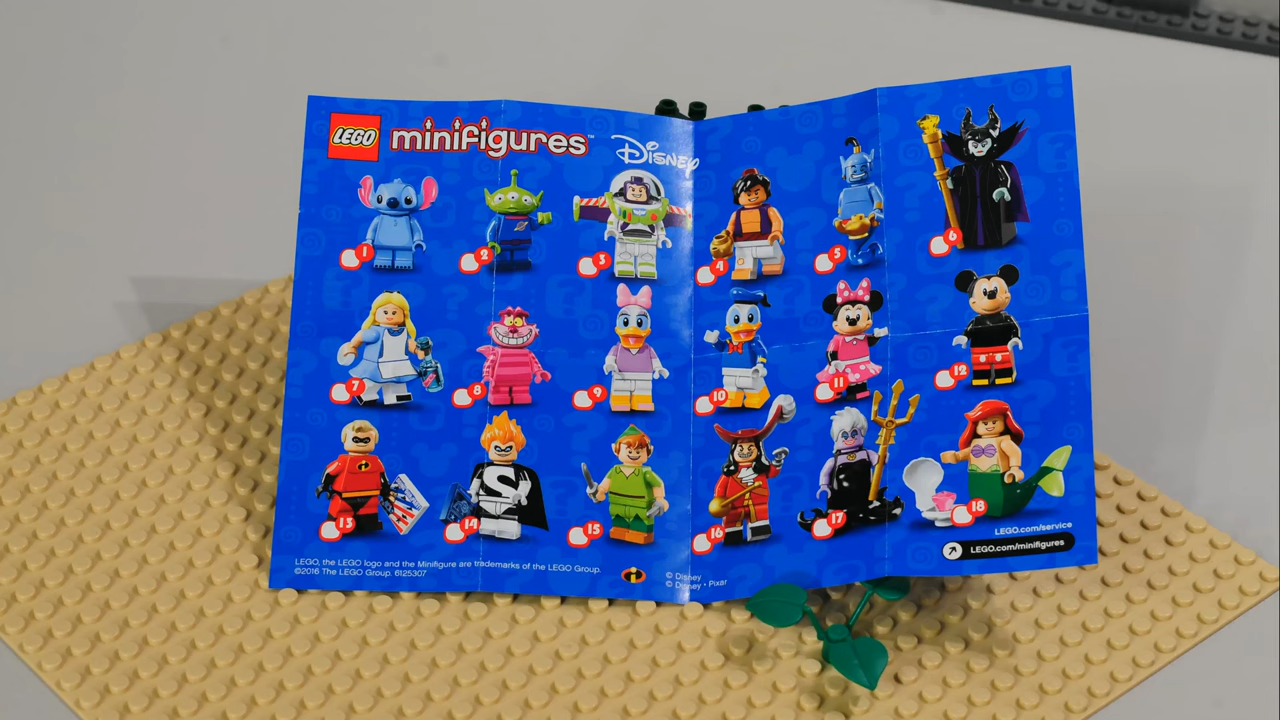 LEGO minifigures™ Disney
1
2
3
4
5
6
7
8
9
10
11
12
13
14
15
16
17
18
LEGO.com/service
LEGO.com/minifigures
LEGO, the LEGO logo and the Minifigure are trademarks of the LEGO Group.
©2016 The LEGO Group. 6125307
© Disney
© Disney • Pixar